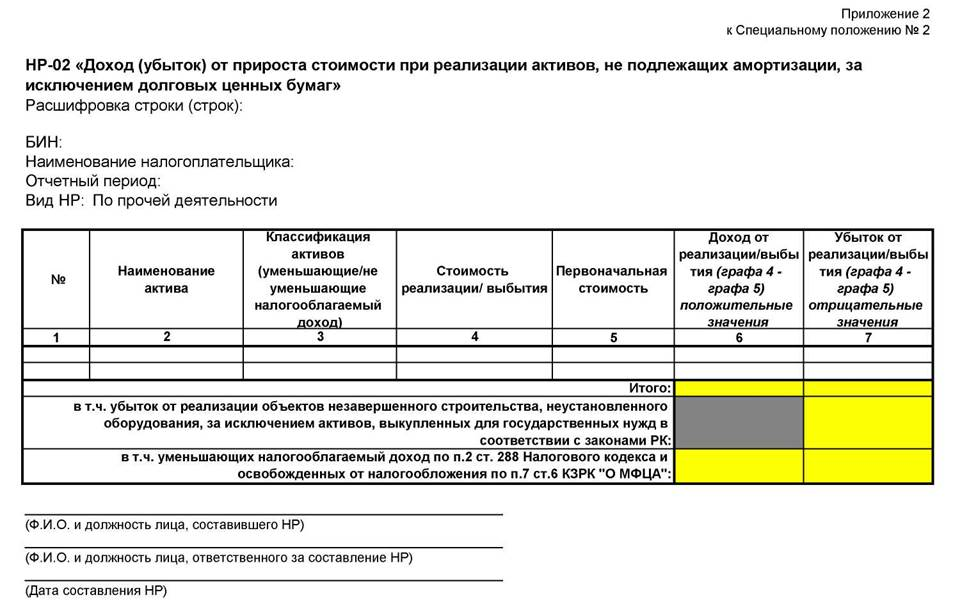 Приложение 2
к Специальному положению № 2
НР-02 «Доход (убыток) от прироста стоимости при реализации активов, не подлежащих амортизации, за
исключением долговых ценных бумаг»
Расшифровка строки (строк):
БИН:
Наименование налогоплательщика:
Отчетный период:
Вид НР: По прочей деятельности
№
Наименование
актива
Классификация
активов
(уменьшающие/не
уменьшающие
налогооблагаемый
доход)
Стоимость
реализации/ выбытия
Первоначальная
стоимость
Доход от
реализации/выбы
тия (графа 4 -
графа 5)
положительные
значения
Убыток от
реализации/выбы
тия (графа 4 -
графа 5)
отрицательные
значения
1 2 3 4 5 6 7
Итого:
в т.ч. убыток от реализации объектов незавершенного строительства, неустановленного
оборудования, за исключением активов, выкупленных для государственных нужд в
соответствии с законами РК:
в т.ч. уменьшающих налогооблагаемый доход по п.2 ст. 288 Налогового кодекса и
освобожденных от налогообложения по п.7 ст.6 КЗРК "О МФЦА":
(Ф.И.О. и должность лица, составившего НР)
(Ф.И.О. и должность лица, ответственного за составление НР)
(Дата составления НР)